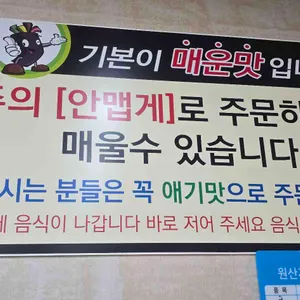 기본이 매운맛 입니
의 [안맵게]로 주문하
매울수 있습니다
시는 분들은 꼭 애기맛으로 주문
음식이 나갑니다 바로 저어 주세요 음식
원산
품목